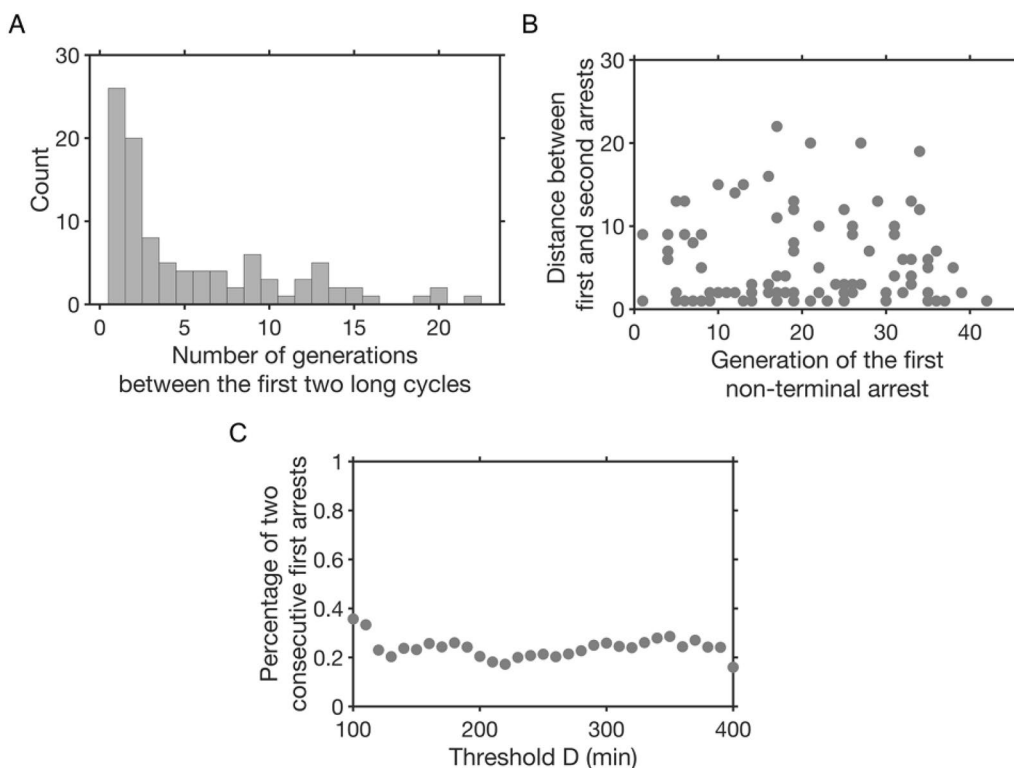 A
30
20
10
0
Count
0 5 10 15 20
Number of generations
between the first two long cycles
B
30
20
10
0
Distance between
first and second arrests
0 10 20 30 40
Generation of the first
non-terminal arrest
C
1
0.8
0.6
0.4
0.2
0
Percentage of two
consecutive first arrests
100 200 300 400
Threshold D (min)